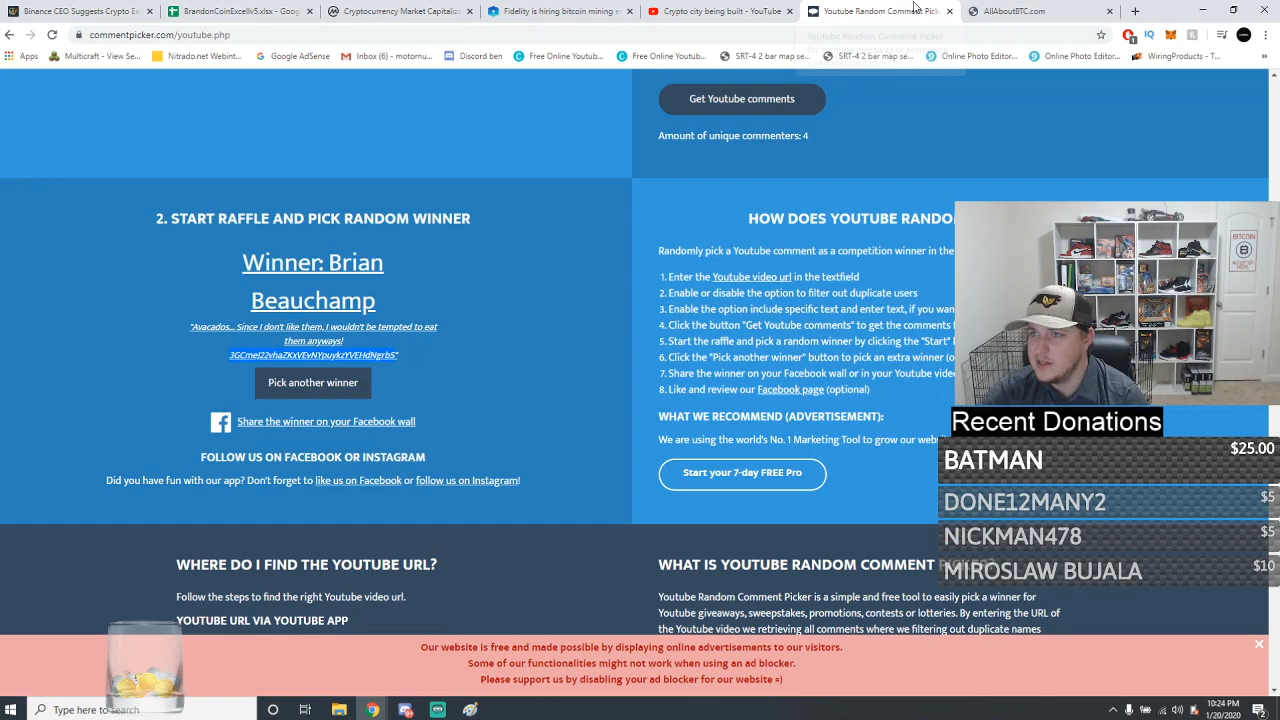 Binance CEO Suggests Crypto Ex
BrandonCoinExcellv5.xlsx - Goog
Cryptocurrency Market Capitaliz
Fidelity is hiring bitcoin mining e
Crypto city being built - YouTube
Youtube Random Comment Pick
AllAboutBTC.com
commentpicker.com/youtube.php
Apps
Multicraft - View Se...
Nitrado.net Webint...
Google AdSense
Inbox (6) - motornu...
Discord ben
Free Online Youtub...
Free Online Youtub...
SRT-4 2 bar map se...
SRT-4 2 bar map se...
Online Photo Editor...
Online Photo Editor...
WiringProducts - T...
Get Youtube comments
Amount of unique commenters: 4
2. START RAFFLE AND PICK RANDOM WINNER
Winner: Brian
Beauchamp
"Avacados... Since I don't like them, I wouldn't be tempted to eat
them anyways!
Pick another winner
Share the winner on your Facebook wall
FOLLOW US ON FACEBOOK OR INSTAGRAM
Did you have fun with our app? Don't forget to like us on Facebook or follow us on Instagram!
HOW DOES YOUTUBE RANDO
Randomly pick a Youtube comment as a competition winner in the
1. Enter the Youtube video url in the textfield
2. Enable or disable the option to filter out duplicate users
3. Enable the option include specific text and enter text, if you wan
4. Click the button "Get Youtube comments" to get the comments f
5. Start the raffle and pick a random winner by clicking the "Start"
6. Click the "Pick another winner" button to pick an extra winner (o
7. Share the winner on your Facebook wall or in your Youtube vide
8. Like and review our Facebook page (optional)
WHAT WE RECOMMEND (ADVERTISEMENT):
We are using the world's No. 1 Marketing Tool to grow our webs
Start your 7-day FREE Pro
BITCOIN
B
ACCEPTED
HERE
Recent Donations
BATMAN $25.00
DONE12MANY2 $5
NICKMAN478 $5
MIROSLAW BUJALA $10
WHERE DO I FIND THE YOUTUBE URL?
Follow the steps to find the right Youtube video url.
YOUTUBE URL VIA YOUTUBE APP
WHAT IS YOUTUBE RANDOM COMMENT
Youtube Random Comment Picker is a simple and free tool to easily pick a winner for
Youtube giveaways, sweepstakes, promotions, contests or lotteries. By entering the URL of
the Youtube video we retrieving all comments where we filtering out duplicate names
Our website is free and made possible by displaying online advertisements to our visitors.
Some of our functionalities might not work when using an ad blocker.
Please support us by disabling your ad blocker for our website =)
Type here to search
10:24 PM
1/20/2020